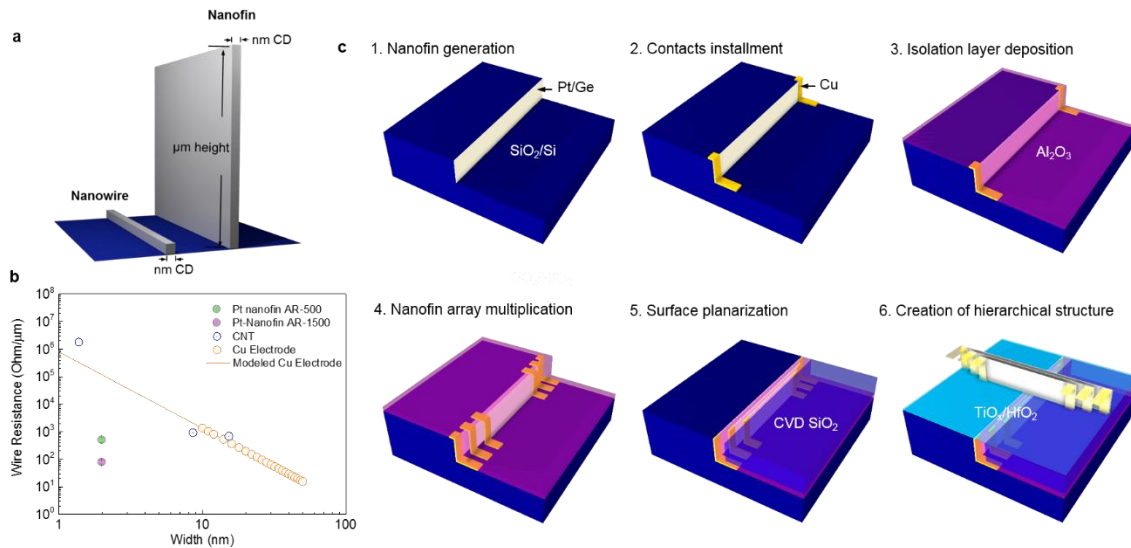 a
Nanofin
nm CD
µm height
Nanowire
nm CD
b
Wire Resistance (Ohm/µm)
10⁸
10⁷
10⁶
10⁵
10⁴
10³
10²
10¹
10⁰
Pt nanofin AR-500
Pt-Nanofin AR-1500
CNT
Cu Electrode
Modeled Cu Electrode
1 10 100
Width (nm)
c
1. Nanofin generation
Pt/Ge
SiO₂/Si
2. Contacts installment
Cu
3. Isolation layer deposition
Al₂O₃
4. Nanofin array multiplication
5. Surface planarization
CVD SiO₂
6. Creation of hierarchical structure
TiOₓ/HfO₂